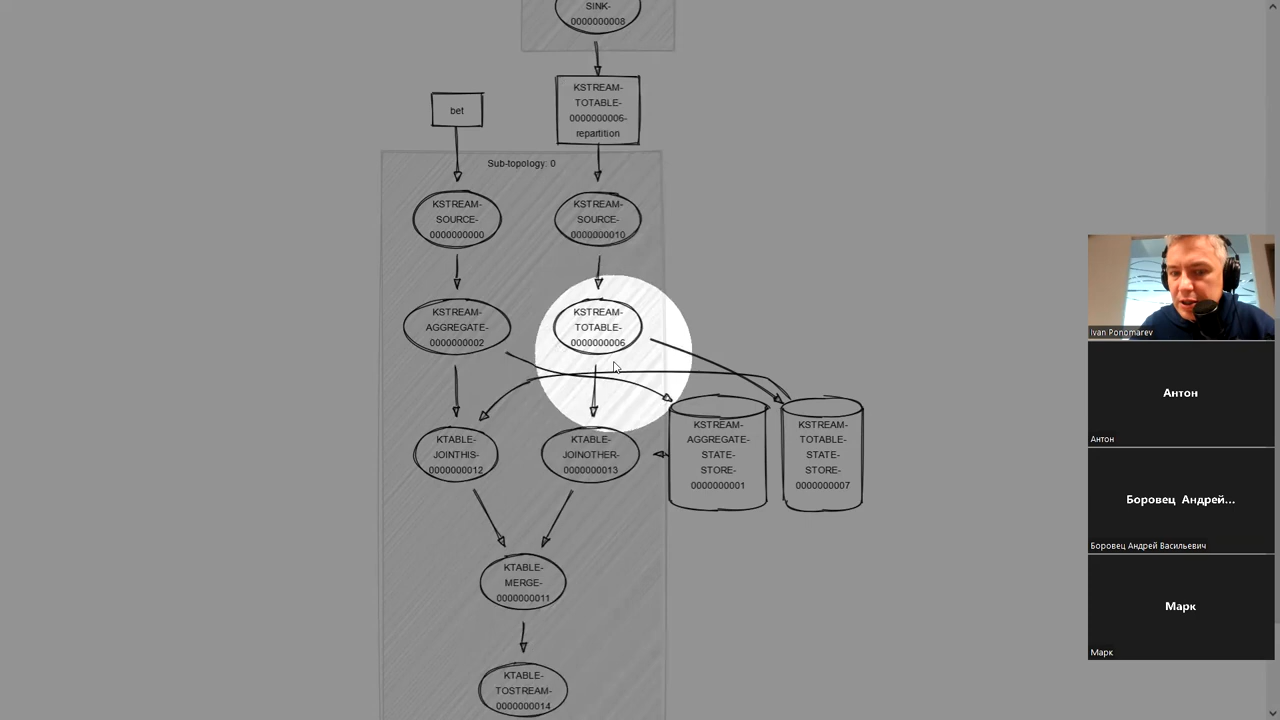 SINK-
0000000008
KSTREAM-
TOTABLE-
0000000006-
repartition
bet
Sub-topology: 0
KSTREAM-
SOURCE-
0000000000
KSTREAM-
SOURCE-
0000000010
KSTREAM-
AGGREGATE-
0000000002
KSTREAM-
TOTABLE-
0000000006
KTABLE-
JOINTHIS-
0000000012
KTABLE-
JOINOTHER-
0000000013
KSTREAM-
AGGREGATE-
STATE-
STORE-
0000000001
KSTREAM-
TOTABLE-
STATE-
STORE-
0000000007
KTABLE-
MERGE-
0000000011
KTABLE-
TOSTREAM-
0000000014
Ivan Ponomarev
Антон
Антон
Боровец Андрей...
Боровец Андрей Васильевич
Марк
Марк